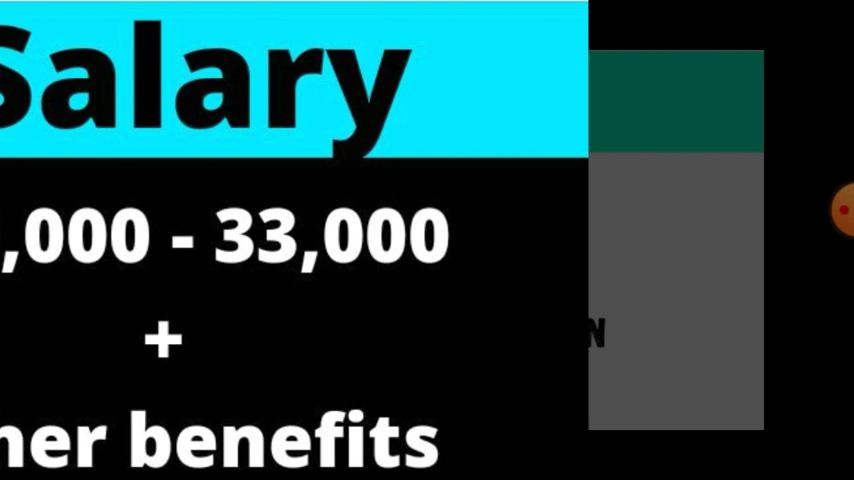 Salary
,000 - 33,000
+
her benefits
N